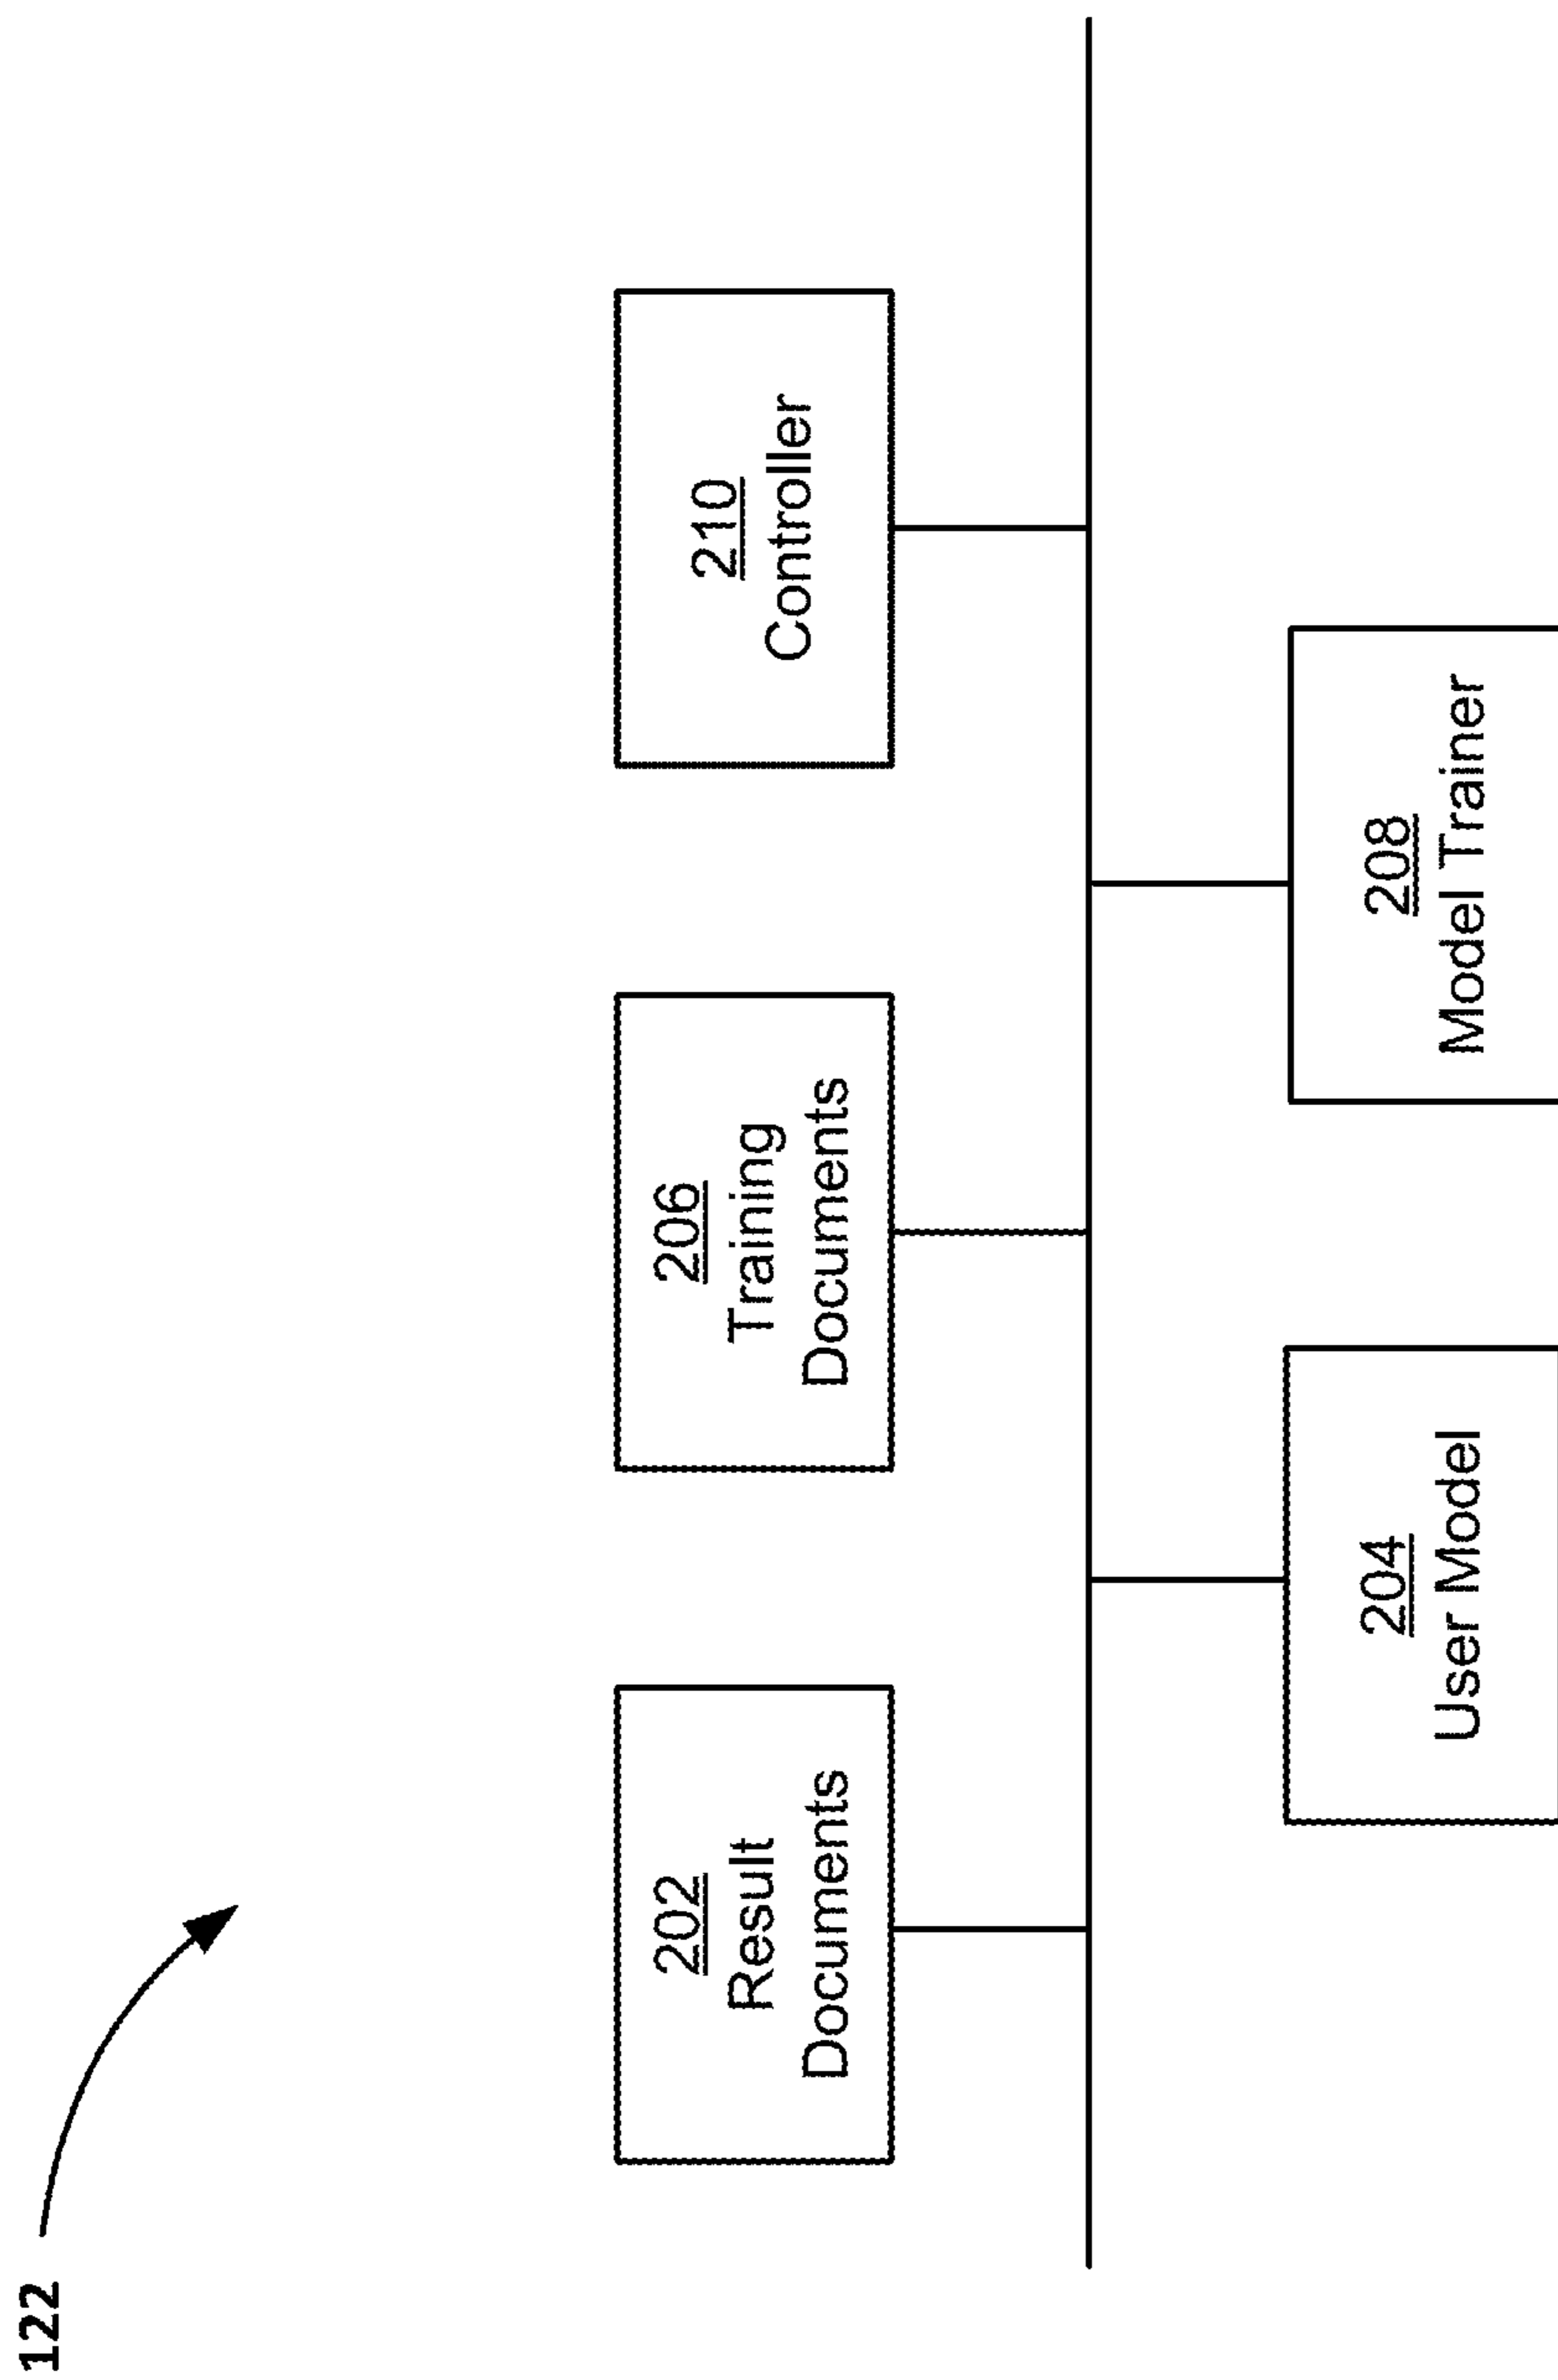 122
202
Result
Documents
206
Training
Documents
210
Controller
204
User Model
208
Model Trainer